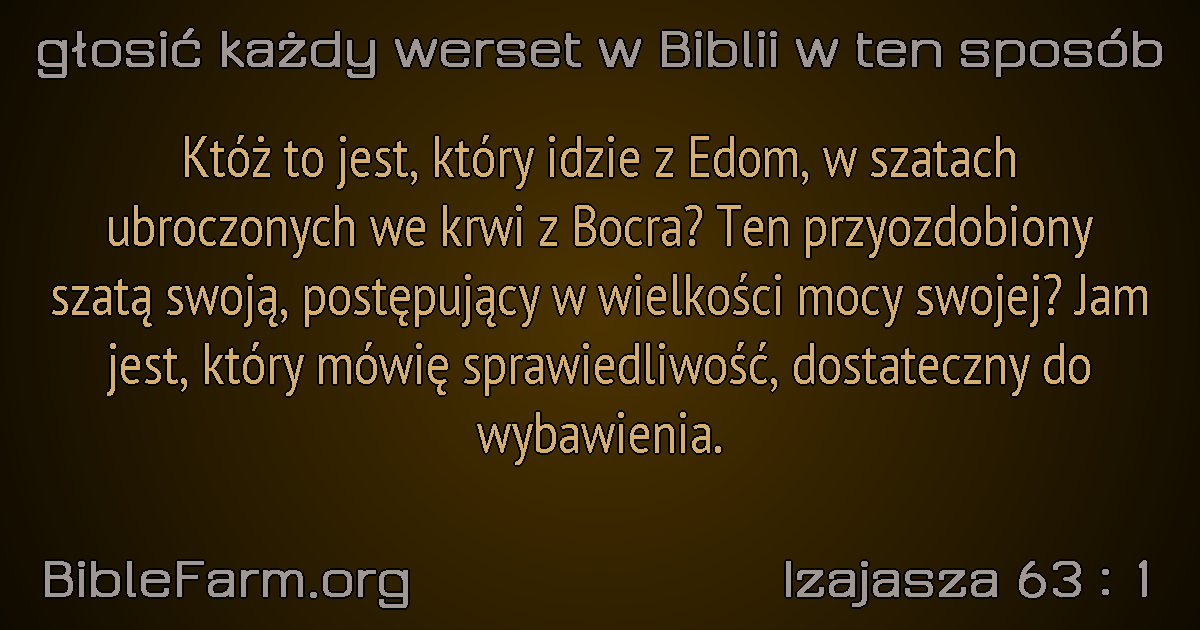 głosić każdy werset w Biblii w ten sposób
Któż to jest, który idzie z Edom, w szatach
ubroczonych we krwi z Bocra? Ten przyozdobiony
szatą swoją, postępujący w wielkości mocy swojej? Jam
jest, który mówię sprawiedliwość, dostateczny do
wybawienia.
BibleFarm.org
Izajasza 63 : 1